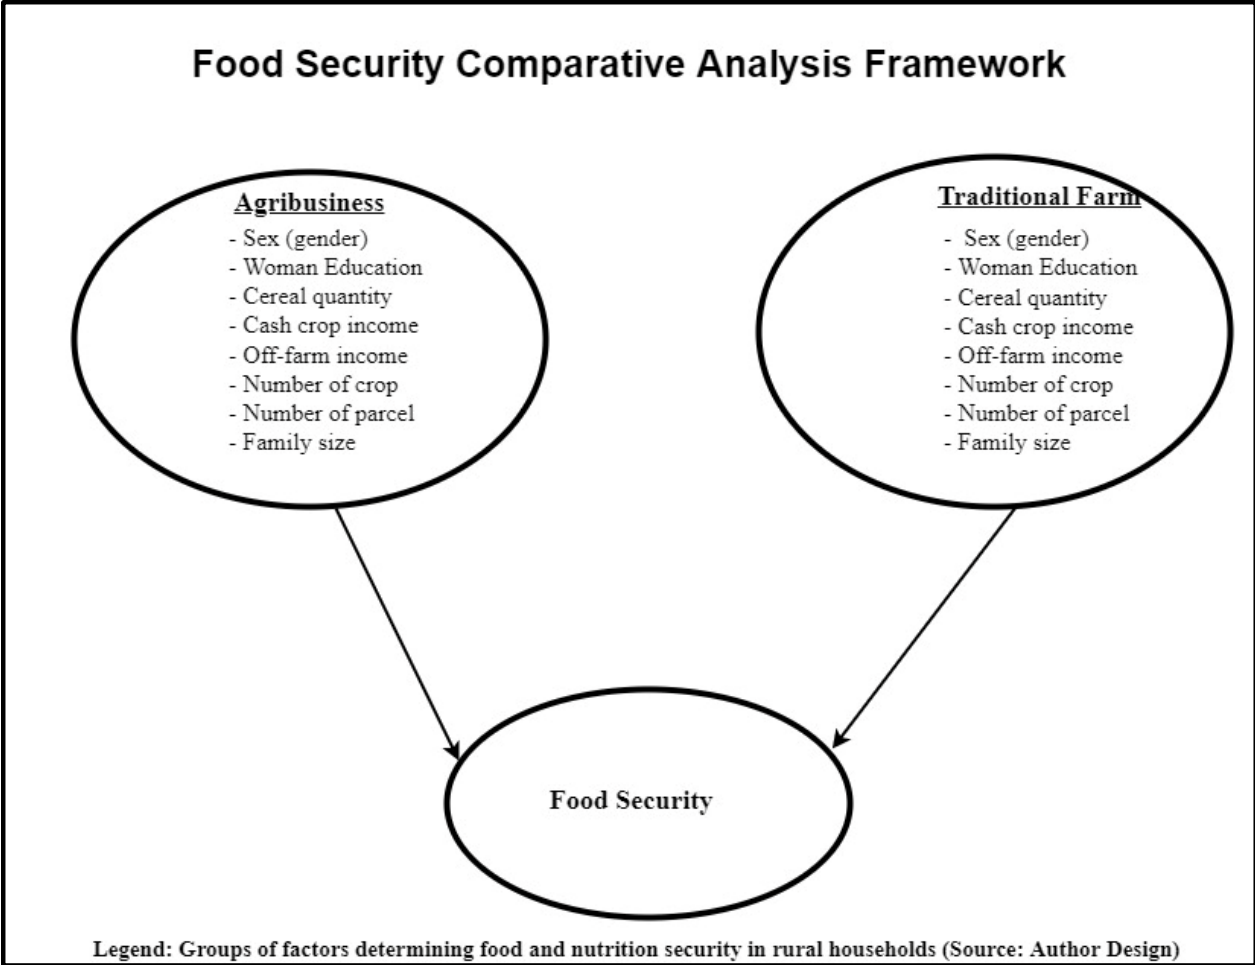 Food Security Comparative Analysis Framework
Agribusiness
- Sex (gender)
- Woman Education
- Cereal quantity
- Cash crop income
- Off-farm income
- Number of crop
- Number of parcel
- Family size
Traditional Farm
- Sex (gender)
- Woman Education
- Cereal quantity
- Cash crop income
- Off-farm income
- Number of crop
- Number of parcel
- Family size
Food Security
Legend: Groups of factors determining food and nutrition security in rural households (Source: Author Design)